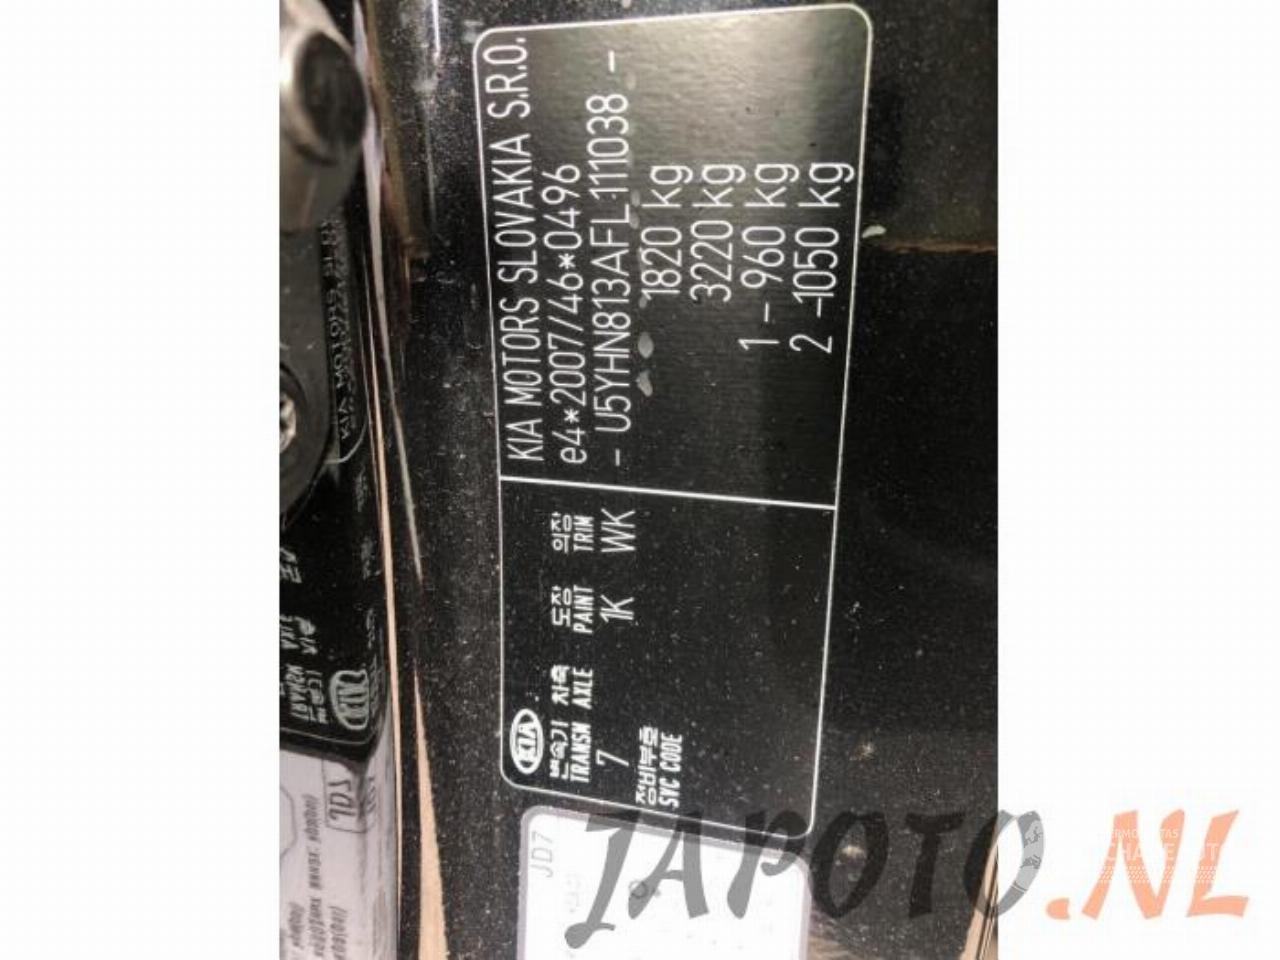 KIA MOTORS SLOVAKIA S.R.O.
e4*2007/46*0496
- U5YHN813AFL111038 -
1820 kg
3220 kg
1 - 960 kg
2 -1050 kg
KIA
변속기 차축 도장 의장
TRANSM AXLE PAINT TRIM
7 1K WK
정비부호
SVC CODE
JD7
JAPOTO.NL